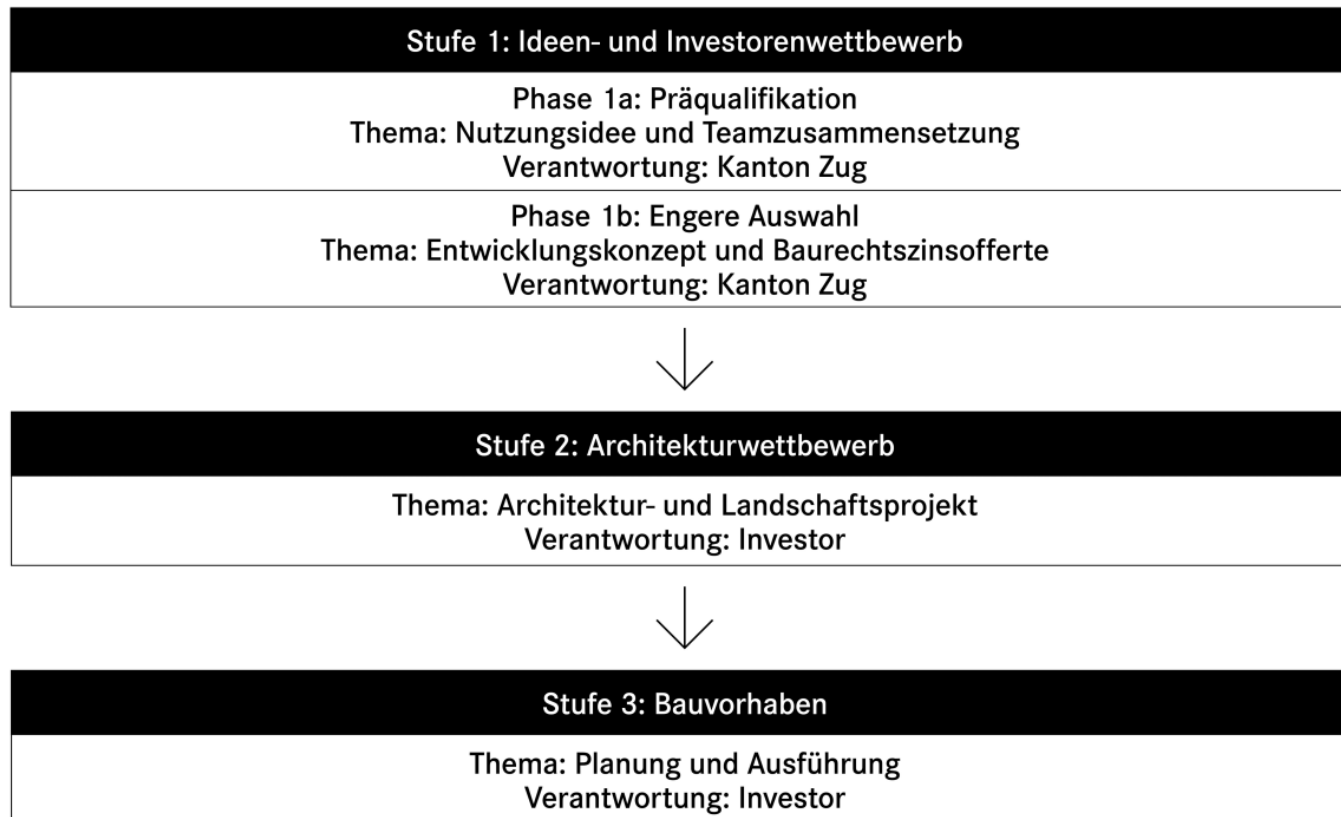 Stufe 1: Ideen- und Investorenwettbewerb
Phase 1a: Präqualifikation
Thema: Nutzungsidee und Teamzusammensetzung
Verantwortung: Kanton Zug
Phase 1b: Engere Auswahl
Thema: Entwicklungskonzept und Baurechtszinsofferte
Verantwortung: Kanton Zug
Stufe 2: Architekturwettbewerb
Thema: Architektur- und Landschaftsprojekt
Verantwortung: Investor
Stufe 3: Bauvorhaben
Thema: Planung und Ausführung
Verantwortung: Investor